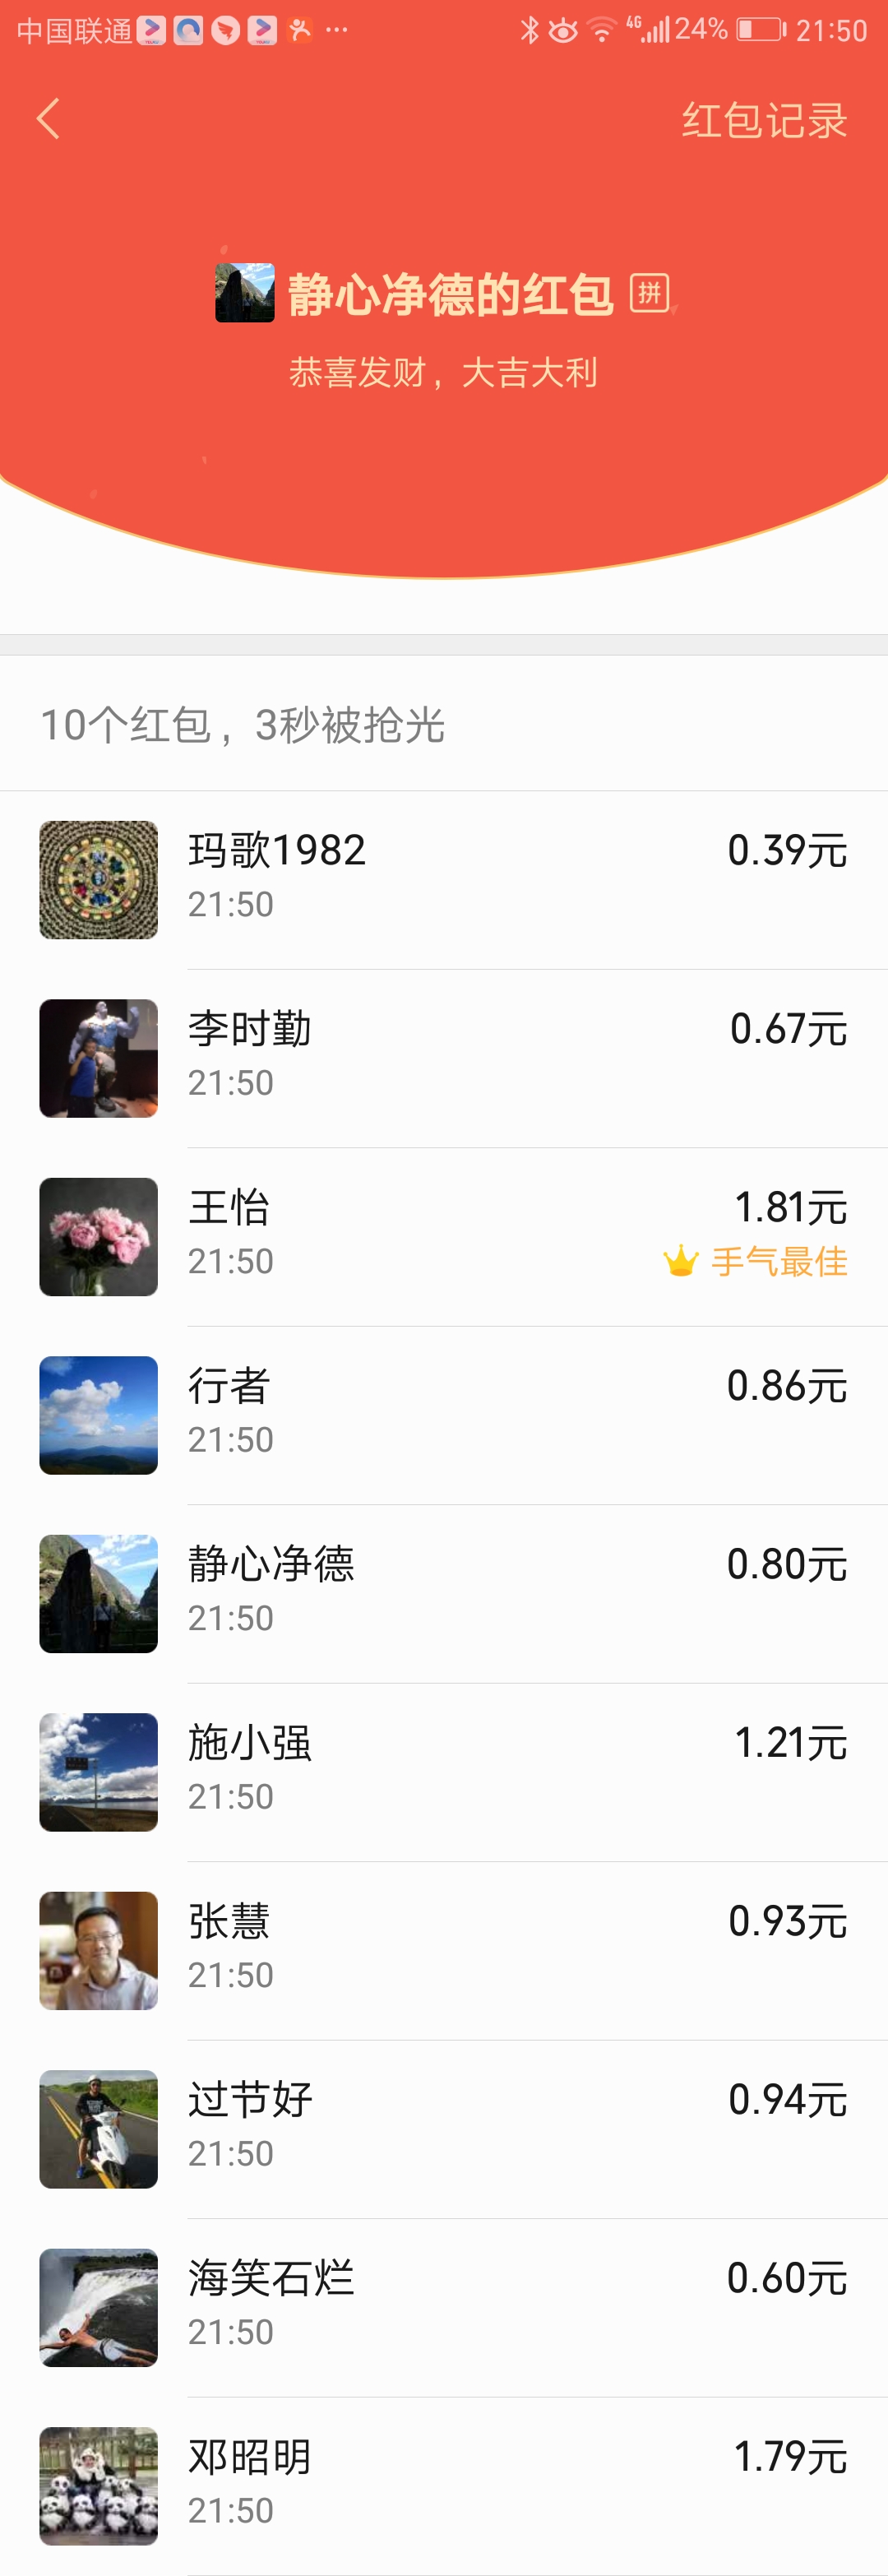 中国联通 4G 24% 21:50
红包记录
静心净德的红包 拼
恭喜发财，大吉大利
10个红包，3秒被抢光
玛歌1982 0.39元
21:50
李时勤 0.67元
21:50
王怡 1.81元
21:50 手气最佳
行者 0.86元
21:50
静心净德 0.80元
21:50
施小强 1.21元
21:50
张慧 0.93元
21:50
过节好 0.94元
21:50
海笑石烂 0.60元
21:50
邓昭明 1.79元
21:50